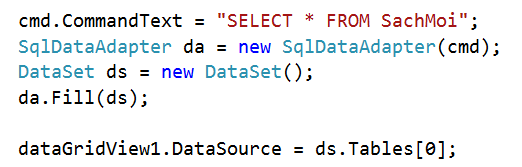 cmd.CommandText = "SELECT * FROM SachMoi";
SqlDataAdapter da = new SqlDataAdapter(cmd);
DataSet ds = new DataSet();
da.Fill(ds);
dataGridView1.DataSource = ds.Tables[0];